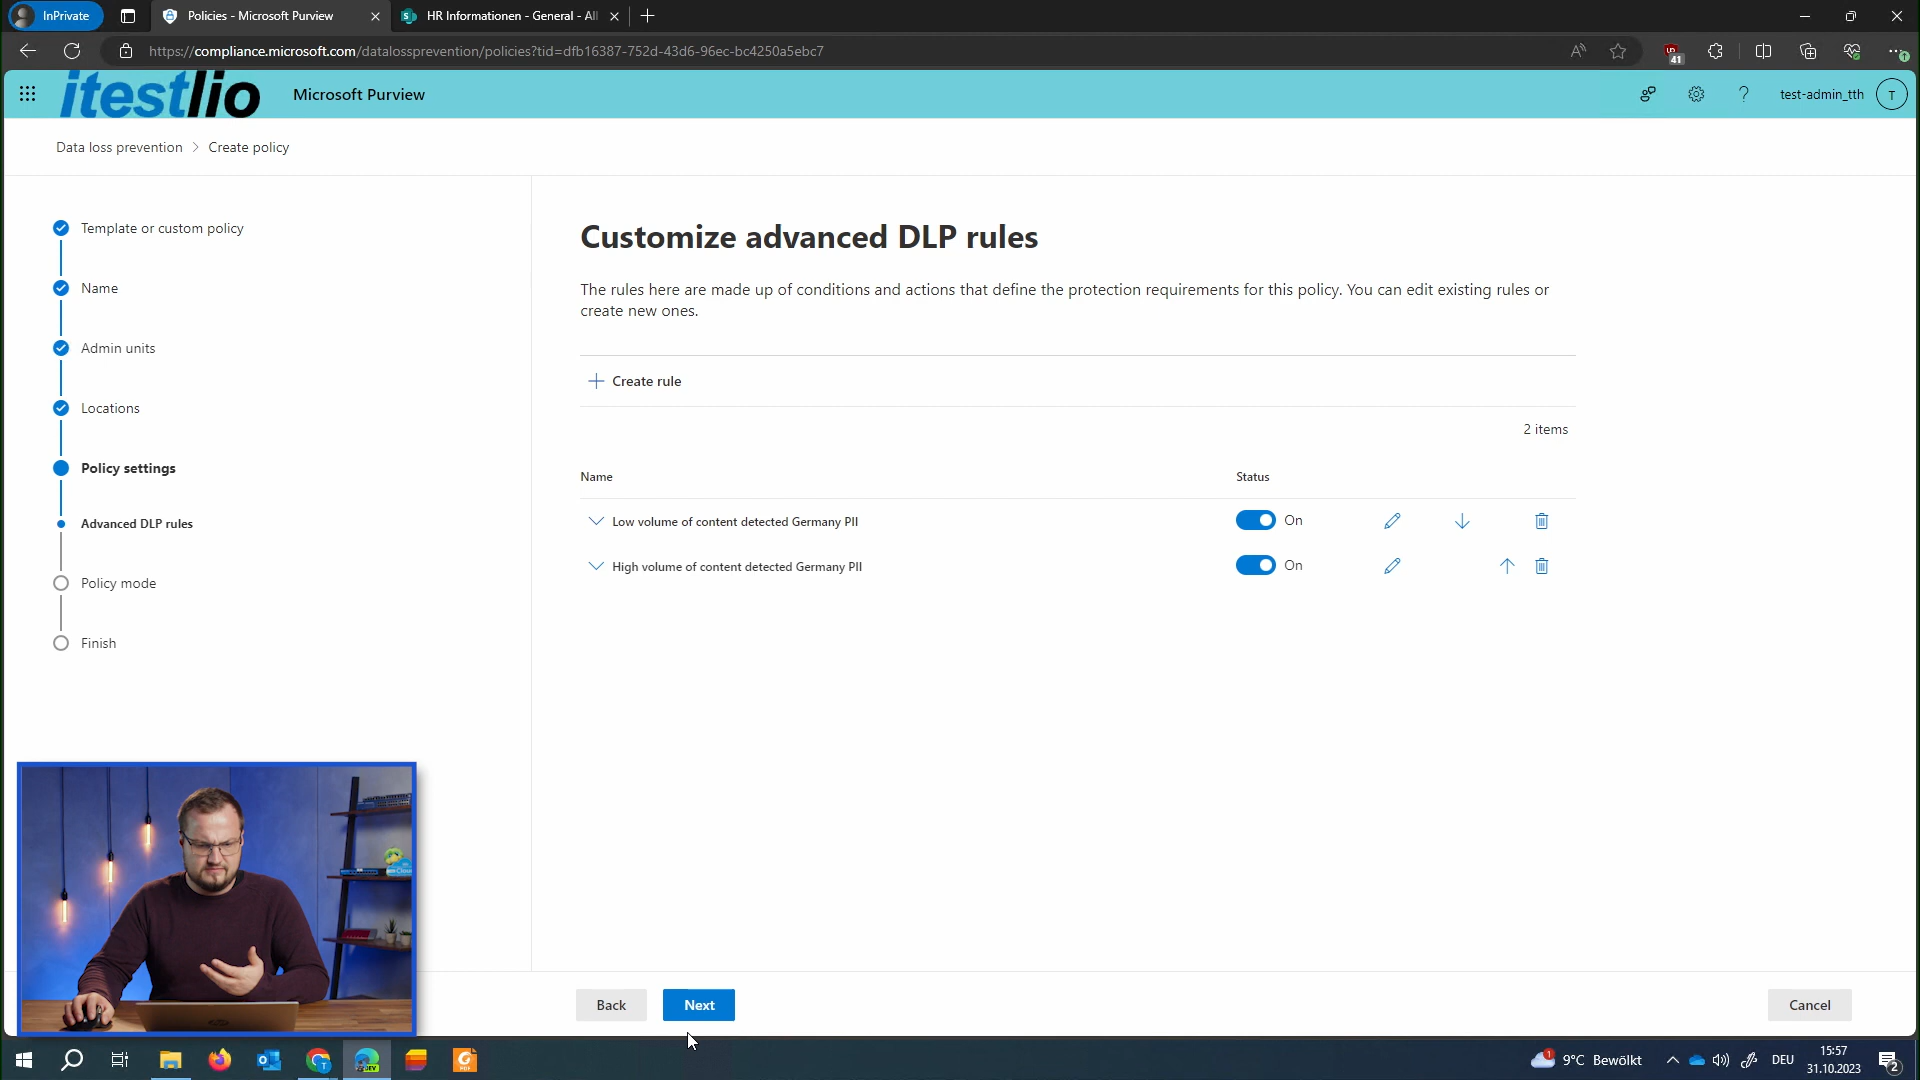 InPrivate
Policies - Microsoft Purview
HR Informationen - General - All
https://compliance.microsoft.com/datalossprevention/policies?tid=dfb16387-752d-43d6-96ec-bc4250a5ebc7
41
itestlio
Microsoft Purview
?
test-admin_tth
T
Data loss prevention > Create policy
Template or custom policy
Name
Admin units
Locations
Policy settings
Advanced DLP rules
Policy mode
Finish
Customize advanced DLP rules
The rules here are made up of conditions and actions that define the protection requirements for this policy. You can edit existing rules or
create new ones.
Create rule
2 items
Name
Status
Low volume of content detected Germany PII
On
High volume of content detected Germany PII
On
Back
Next
Cancel
DEV
1
9°C Bewölkt
DEU
15:57
31.10.2023
2